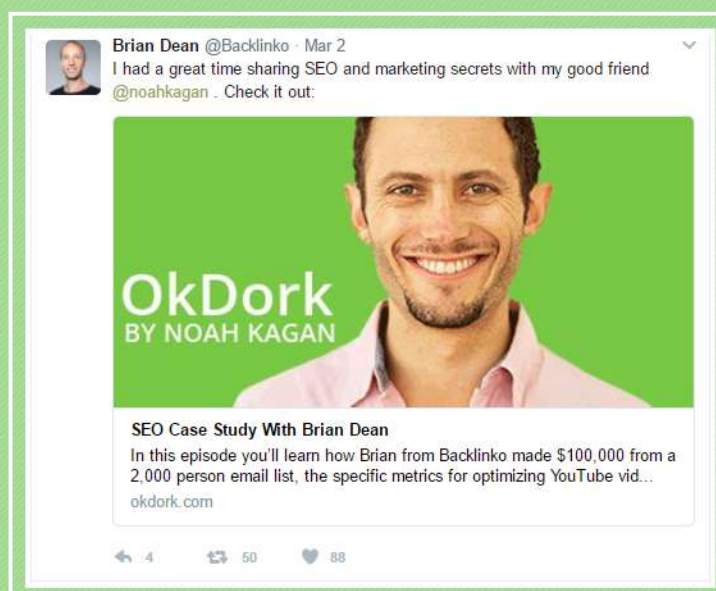 Brian Dean @Backlinko · Mar 2
I had a great time sharing SEO and marketing secrets with my good friend
@noahkagan . Check it out:
OkDork
BY NOAH KAGAN
SEO Case Study With Brian Dean
In this episode you'll learn how Brian from Backlinko made $100,000 from a
2,000 person email list, the specific metrics for optimizing YouTube vid...
okdork.com
4 50 88